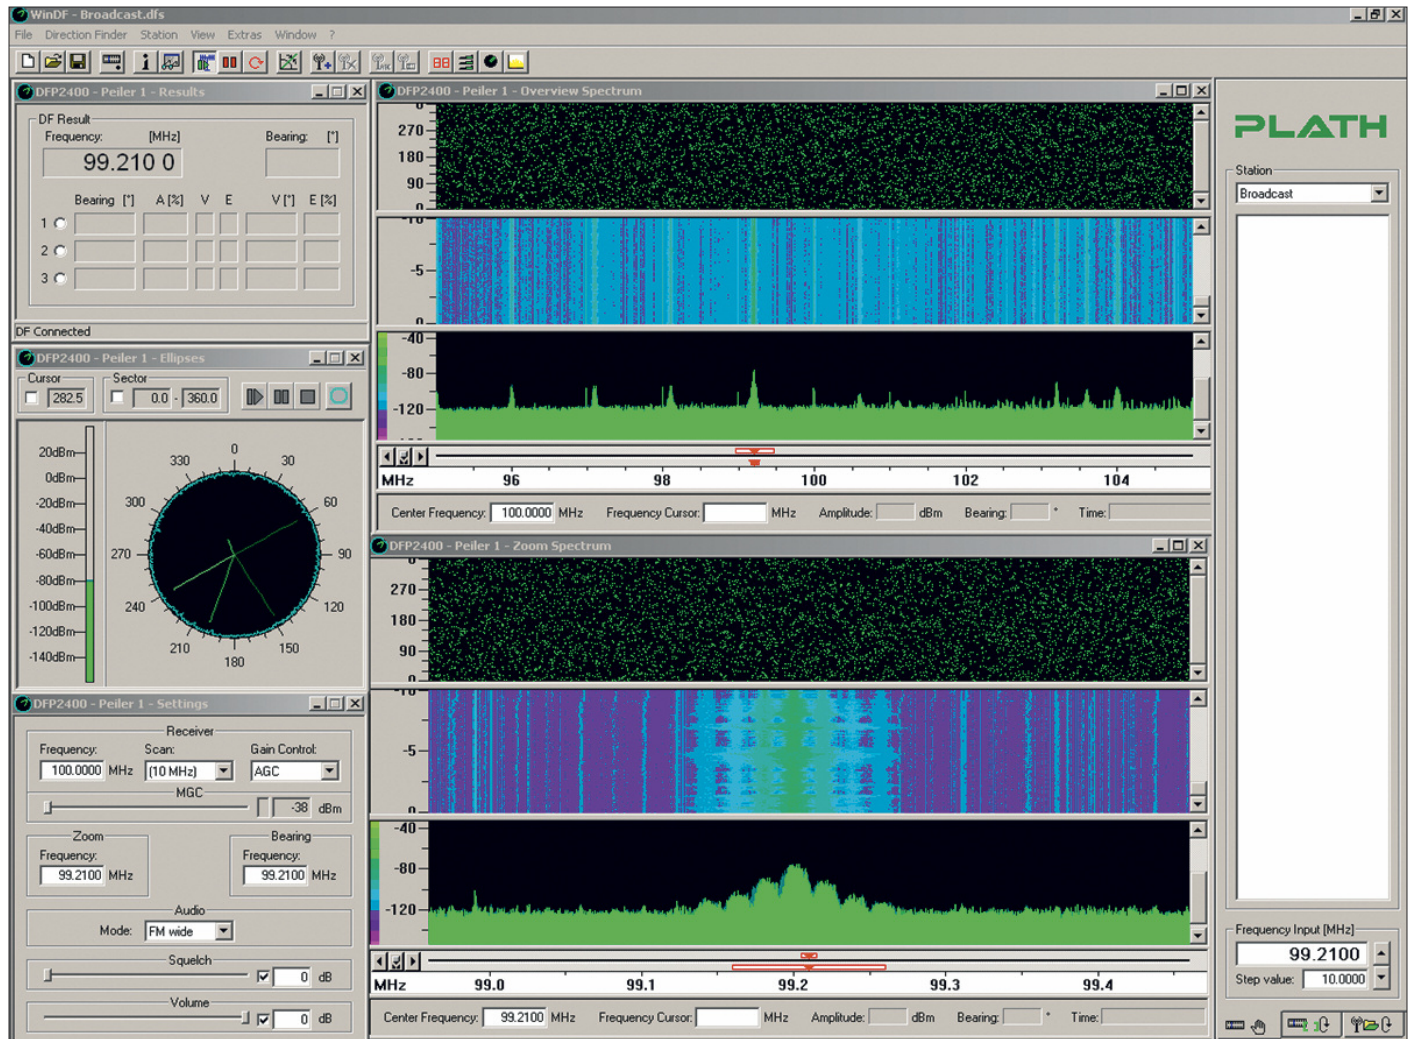 WinDF - Broadcast.dfs
File Direction Finder Station View Extras Window ?
DFP2400 - Peiler 1 - Results
DF Result
Frequency: [MHz] Bearing: [°]
99.210 0
Bearing [°] A [%] V E V [°] E [%]
1
2
3
DF Connected
DFP2400 - Peiler 1 - Ellipses
Cursor Sector
282.5 0.0 - 360.0
20dBm
0dBm
-20dBm
-40dBm
-60dBm
-80dBm
-100dBm
-120dBm
-140dBm
0
30
60
90
120
150
180
210
240
270
300
330
DFP2400 - Peiler 1 - Settings
Receiver
Frequency: Scan: Gain Control:
100.0000 MHz (10 MHz) AGC
MGC
-38 dBm
Zoom Bearing
Frequency: Frequency:
99.2100 MHz 99.2100 MHz
Audio
Mode: FM wide
Squelch
0 dB
Volume
0 dB
DFP2400 - Peiler 1 - Overview Spectrum
270
180
90
-5
-40
-80
-120
MHz 96 98 100 102 104
Center Frequency: 100.0000 MHz Frequency Cursor: MHz Amplitude: dBm Bearing: ° Time:
DFP2400 - Peiler 1 - Zoom Spectrum
270
180
90
-5
-40
-80
-120
MHz 99.0 99.1 99.2 99.3 99.4
Center Frequency: 99.2100 MHz Frequency Cursor: MHz Amplitude: dBm Bearing: ° Time:
PLATH
Station
Broadcast
Frequency Input [MHz]
99.2100
Step value: 10.0000